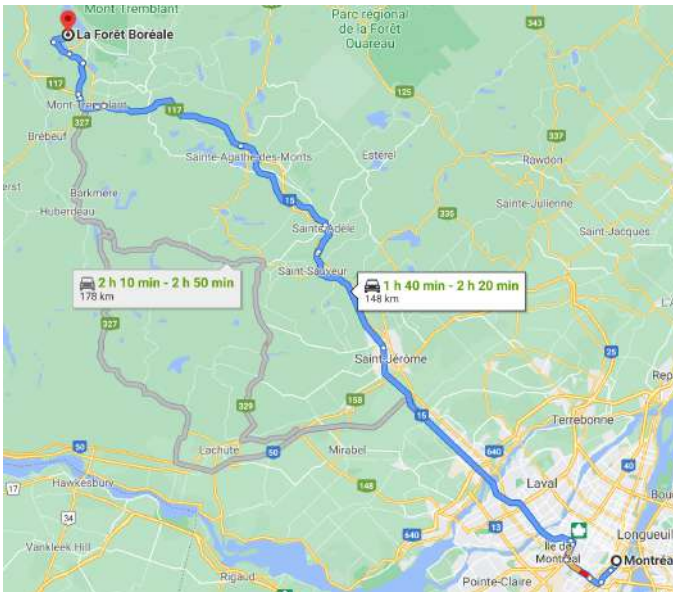 Mont-Tremblant
Parc régional
de la Forêt
Ouareau
343
La Forêt Boréale
117
125
Mont-Tremblant
117
327
Brébeuf
337
Sainte-Agathe-des-Monts
Estérel
Rawdon
Barkmere
15
Sainte-Julienne
Huberdeau
335
Sainte-Adèle
Saint-Jacques
Saint-Sauveur
2 h 10 min - 2 h 50 min
178 km
1 h 40 min - 2 h 20 min
148 km
327
25
Saint-Jérôme
329
158
15
Terrebonne
50
Lachute
50
Mirabel
640
40
Hawkesbury
17
148
Laval
34
13
640
Longueuil
Vankleek Hill
Île de
Montréal
Montréa
Rigaud
Pointe-Claire